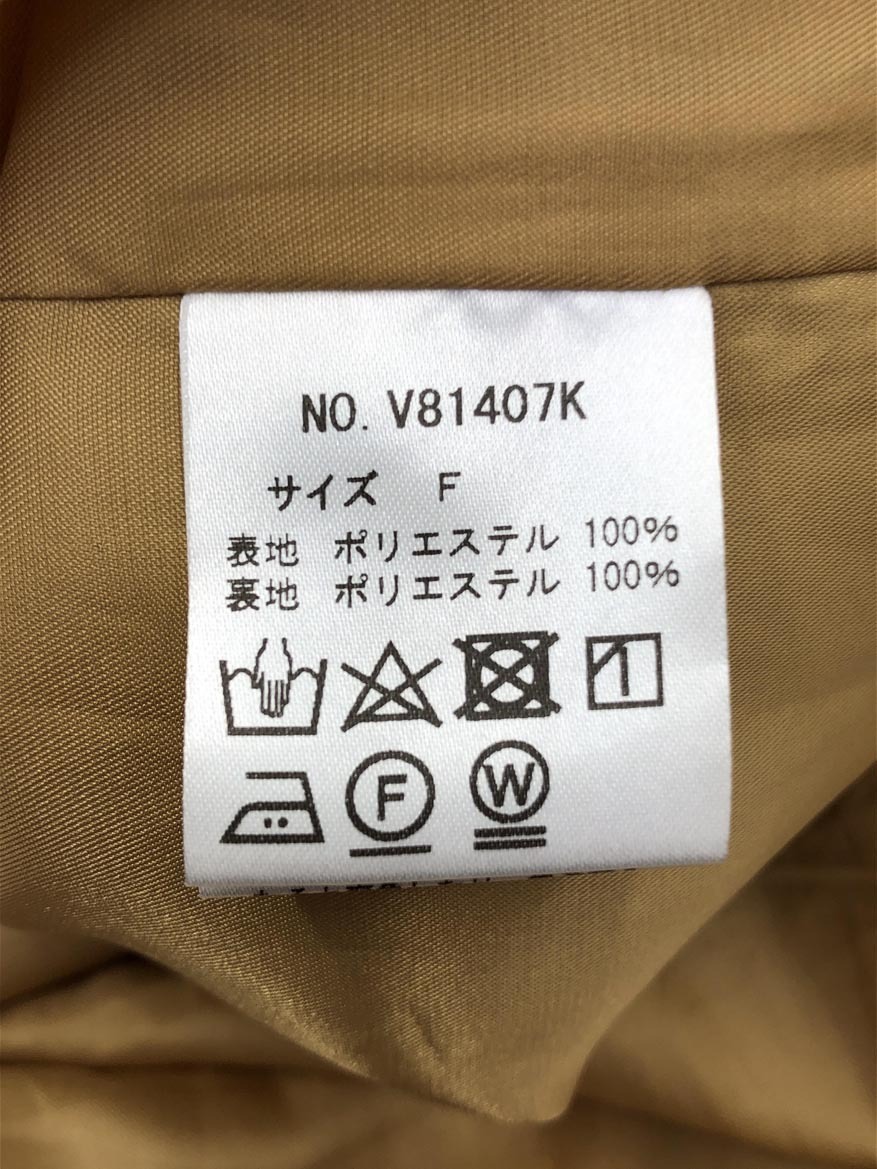 NO. V81407K
サイズ F
表地 ポリエステル 100%
裏地 ポリエステル 100%
1
F W